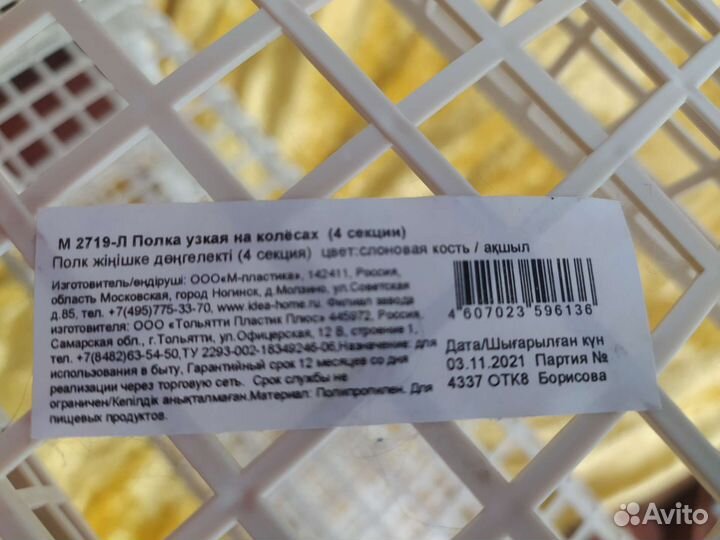 М 2719-Л Полка узкая на колёсах (4 секции)
Полк жіңішке дөңгелекті (4 секция) цвет:слоновая кость / ақшыл
Изготовитель/өндіруші: ООО«М-пластика», 142411, Россия,
область Московская, город Ногинск, д.Молзино, ул.Советская
д.85, тел. +7(495)775-33-70, www.idea-home.ru. Филиал завода
изготовителя: ООО «Тольятти Пластик Плюс» 445972, Россия,
Самарская обл., г.Тольятти, ул.Офицерская, 12 В, строение 1,
тел. +7(8482)63-54-50,ТУ 2293-002-18349246-06,Назначение: для
использования в быту, Гарантийный срок 12 месяцев со дня
реализации через торговую сеть. Срок службы не
ограничен/Кепілдік анықталмаған.Материал: Полипропилен. Для
пищевых продуктов.
4 607023 596136
Дата/Шығарылған күн
03.11.2021 Партия №
4337 ОТК8 Борисова
Avito